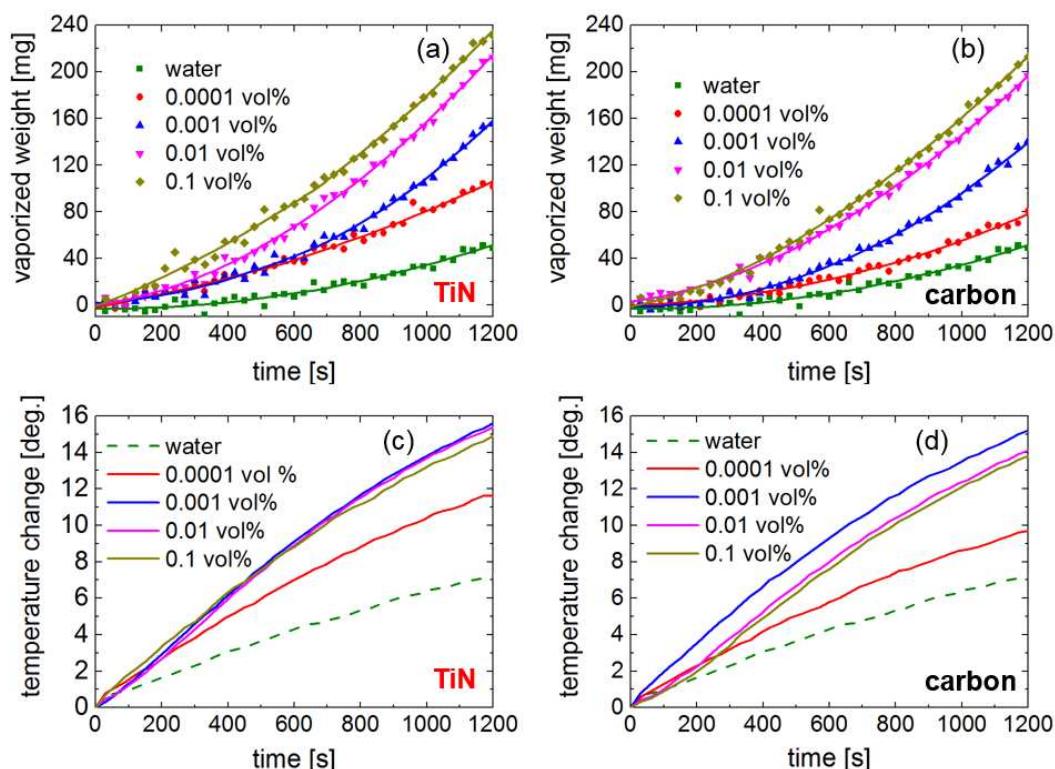 vaporized weight [mg]
240
200
160
120
80
40
0
(a)
water
0.0001 vol%
0.001 vol%
0.01 vol%
0.1 vol%
TiN
0 200 400 600 800 1000 1200
time [s]
vaporized weight [mg]
240
200
160
120
80
40
0
(b)
water
0.0001 vol%
0.001 vol%
0.01 vol%
0.1 vol%
carbon
0 200 400 600 800 1000 1200
time [s]
temperature change [deg.]
16
14
12
10
8
6
4
2
0
(c)
water
0.0001 vol %
0.001 vol%
0.01 vol%
0.1 vol%
TiN
0 200 400 600 800 1000 1200
time [s]
temperature change [deg.]
16
14
12
10
8
6
4
2
0
(d)
water
0.0001 vol%
0.001 vol%
0.01 vol%
0.1 vol%
carbon
0 200 400 600 800 1000 1200
time [s]